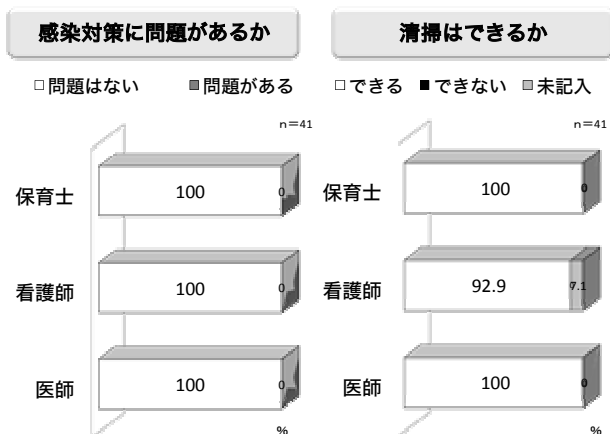 感染対策に問題があるか
□問題はない ■問題がある
n=41
保育士 100 0
看護師 100 0
医師 100 0
%
清掃はできるか
□できる ■できない □未記入
n=41
保育士 100 0
看護師 92.9 7.1
医師 100 0
%